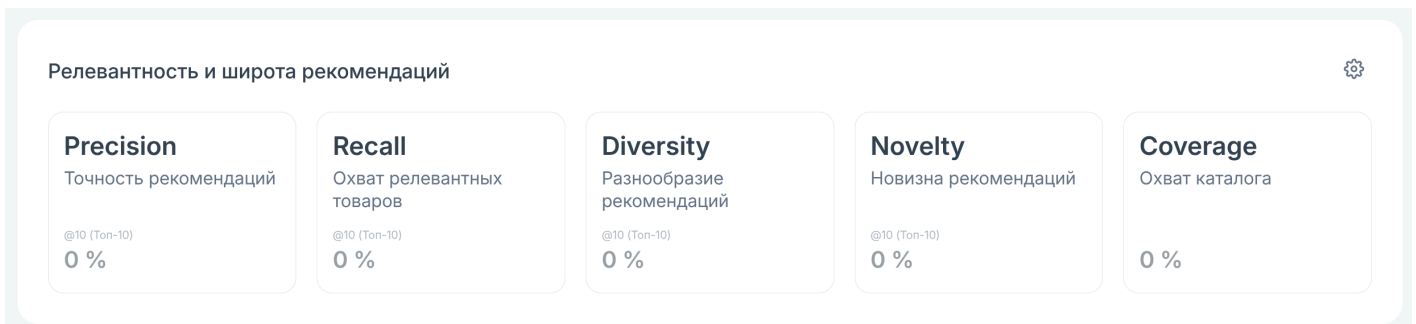 Релевантность и широта рекомендаций
Precision
Точность рекомендаций
@10 (Топ-10)
0 %
Recall
Охват релевантных
товаров
@10 (Топ-10)
0 %
Diversity
Разнообразие
рекомендаций
@10 (Топ-10)
0 %
Novelty
Новизна рекомендаций
@10 (Топ-10)
0 %
Coverage
Охват каталога
0 %